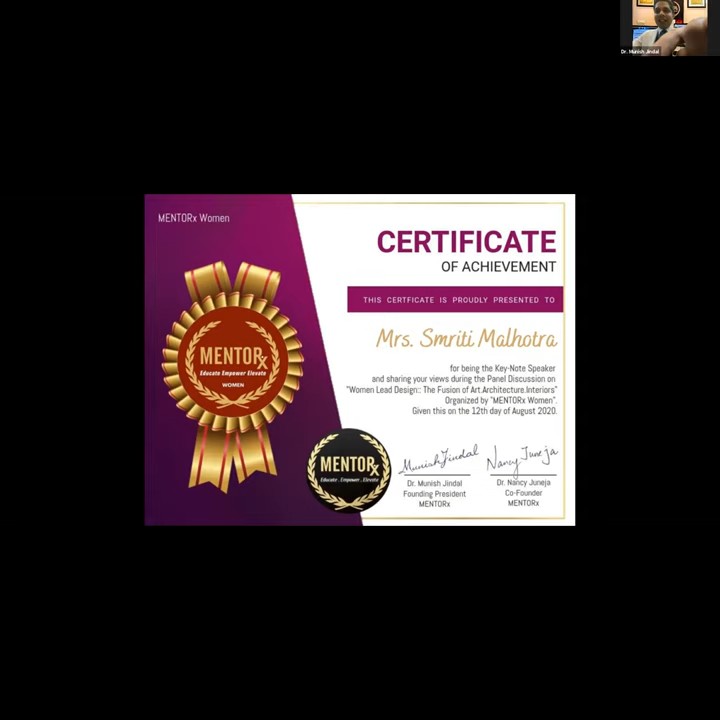 Dr. Munish Jindal
MENTORx Women
CERTIFICATE
OF ACHIEVEMENT
THIS CERTFICATE IS PROUDLY PRESENTED TO
Mrs. Smriti Malhotra
for being the Key-Note Speaker
and sharing your views during the Panel Discussion on
"Women Lead Design:: The Fusion of Art.Architecture.Interiors"
Organized by "MENTORx Women".
Given this on the 12th day of August 2020.
MENTORx
Educate Empower Elevate
WOMEN
MENTORx
Educate . Empower . Elevate
Munish Jindal
Dr. Munish Jindal
Founding President
MENTORx
Nancy Juneja
Dr. Nancy Juneja
Co-Founder
MENTORx